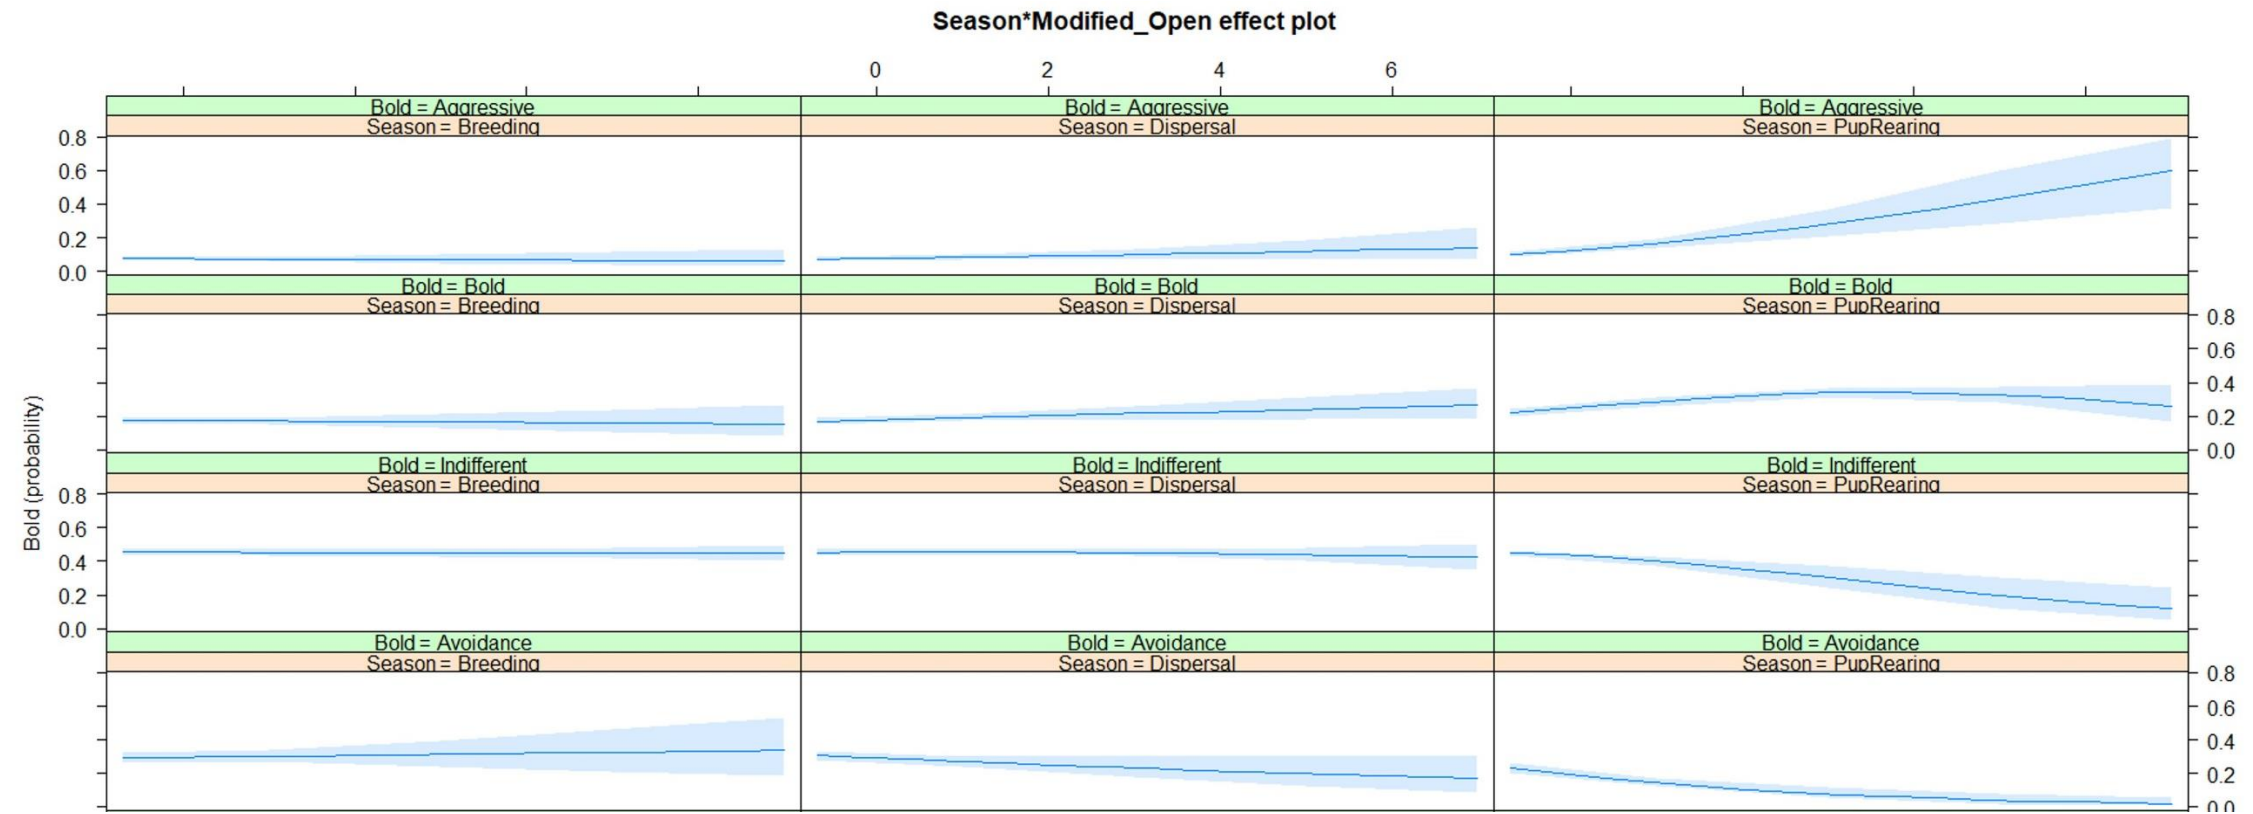 Season*Modified_Open effect plot
0 2 4 6
Bold = Aggressive Bold = Aggressive Bold = Aggressive
Season = Breeding Season = Dispersal Season = PupRearing
0.8
0.6
0.4
0.2
0.0
Bold = Bold Bold = Bold Bold = Bold
Season = Breeding Season = Dispersal Season = PupRearing
0.8
0.6
0.4
0.2
0.0
Bold = Indifferent Bold = Indifferent Bold = Indifferent
Season = Breeding Season = Dispersal Season = PupRearing
0.8
0.6
0.4
0.2
0.0
Bold = Avoidance Bold = Avoidance Bold = Avoidance
Season = Breeding Season = Dispersal Season = PupRearing
0.8
0.6
0.4
0.2
0.0
Bold (probability)